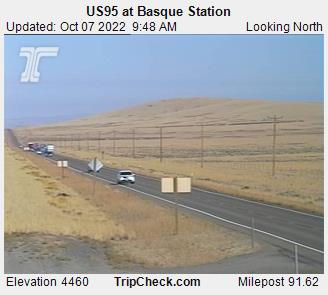 US95 at Basque Station
Updated: Oct 07 2022 9:48 AM Looking North
Elevation 4460 TripCheck.com Milepost 91.62